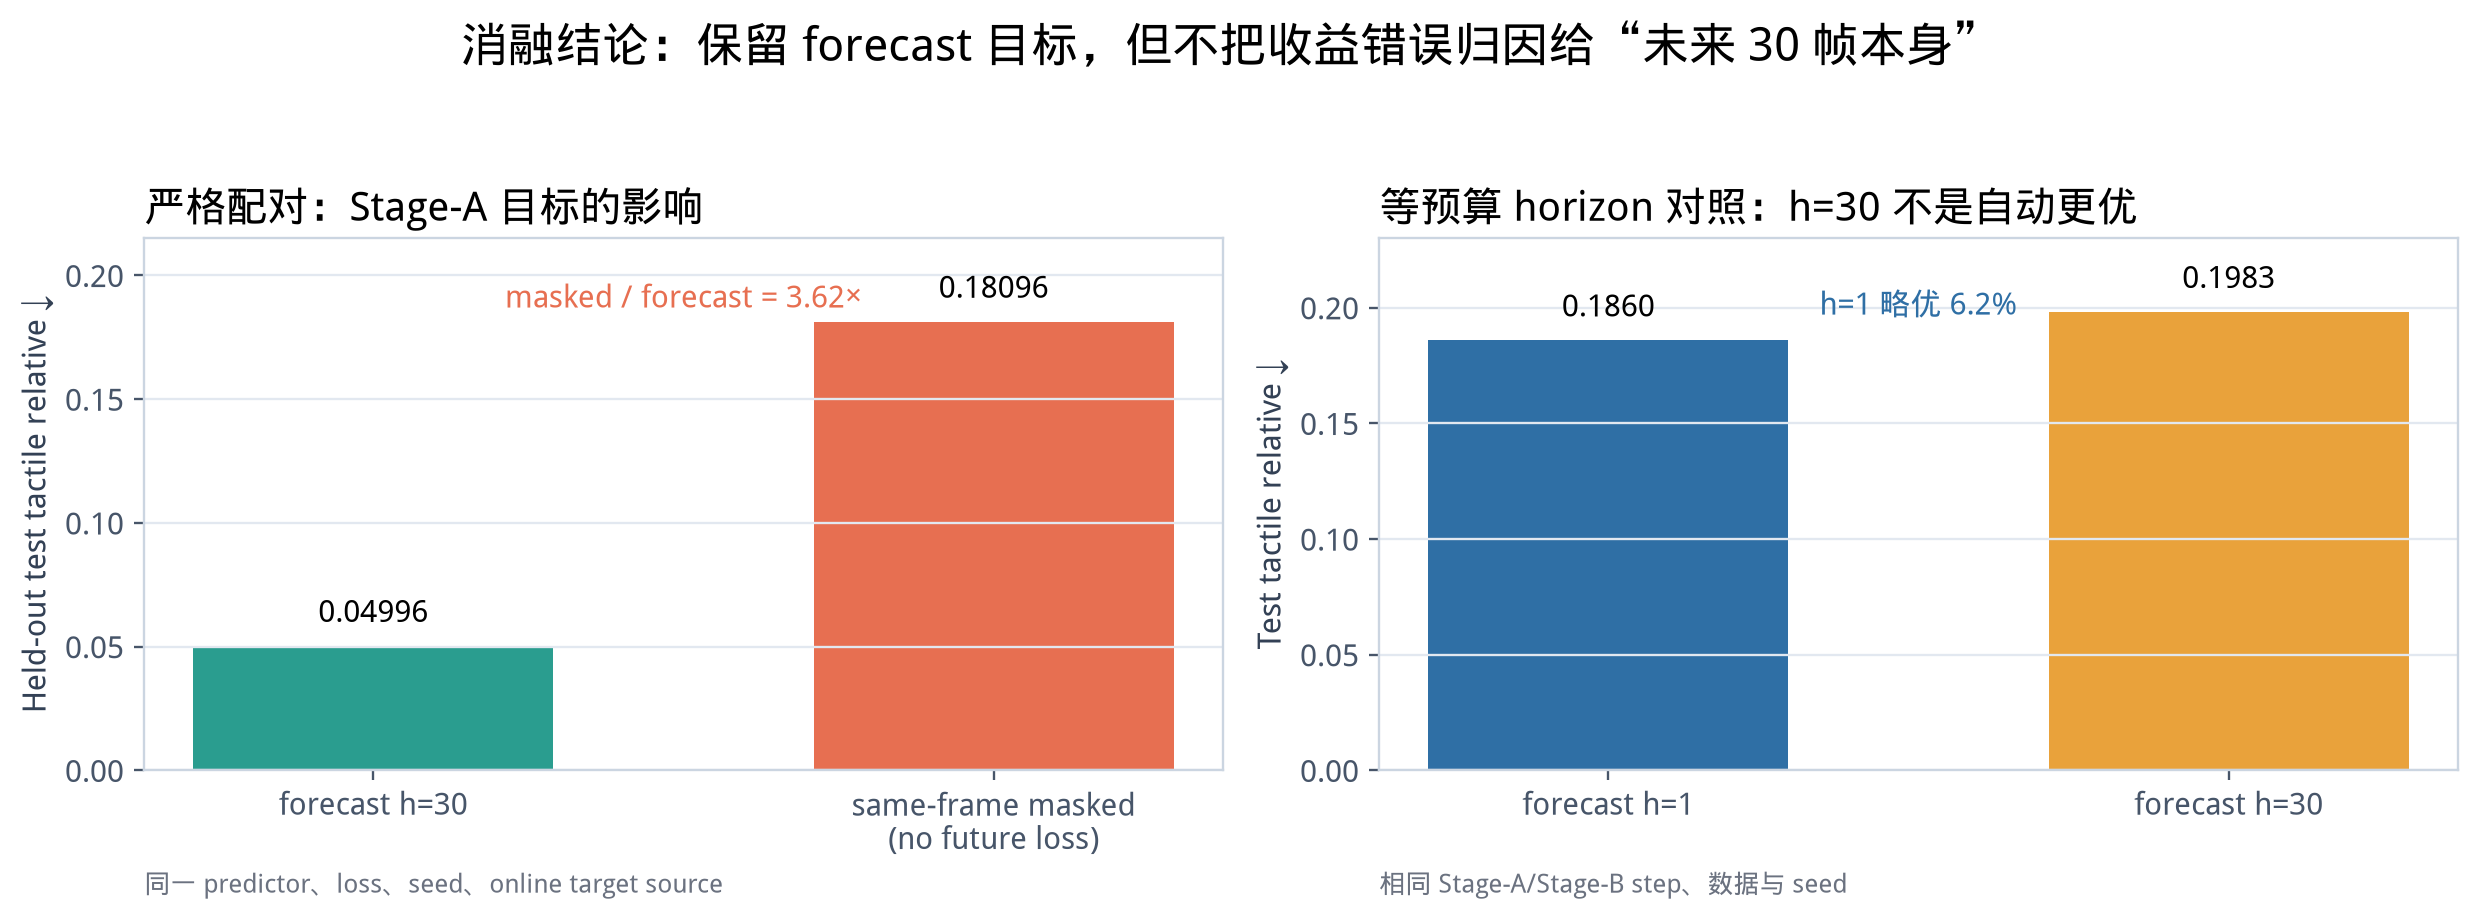 消融结论：保留 forecast 目标，但不把收益错误归因给“未来 30 帧本身”
严格配对：Stage-A 目标的影响
Held-out test tactile relative ↓
0.20
0.15
0.10
0.05
0.00
masked / forecast = 3.62×
0.18096
0.04996
forecast h=30
same-frame masked
(no future loss)
同一 predictor、loss、seed、online target source
等预算 horizon 对照：h=30 不是自动更优
Test tactile relative ↓
0.20
0.15
0.10
0.05
0.00
0.1860
h=1 略优 6.2%
0.1983
forecast h=1
forecast h=30
相同 Stage-A/Stage-B step、数据与 seed